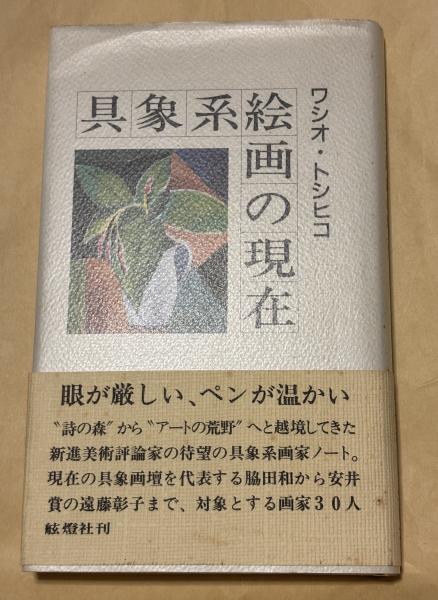 具象系絵画の現在
ワシオ・トシヒコ
眼が厳しい、ペンが温かい
〝詩の森〟から〝アートの荒野〟へと越境してきた
新進美術評論家の待望の具象系画家ノート。
現在の具象画壇を代表する脇田和から安井
賞の遠藤彰子まで、対象とする画家30人
舷燈社刊